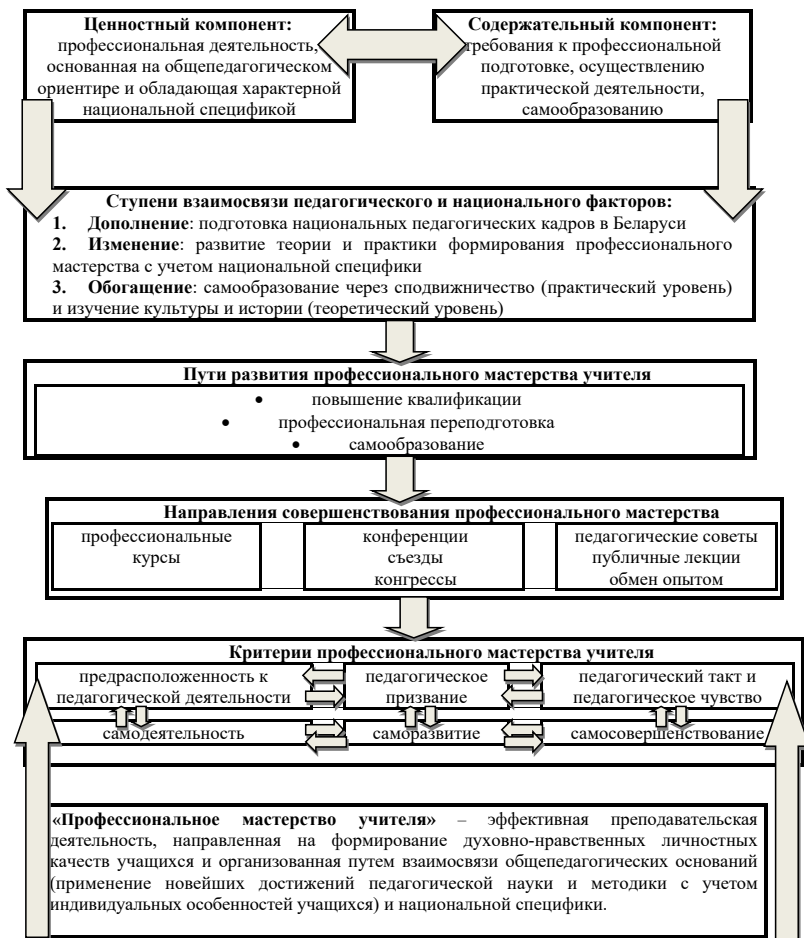 Ценностный компонент:
профессиональная деятельность,
основанная на общепедагогическом
ориентире и обладающая характерной
национальной спецификой
Содержательный компонент:
требования к профессиональной
подготовке, осуществлению
практической деятельности,
самообразованию
Ступени взаимосвязи педагогического и национального факторов:
1. Дополнение: подготовка национальных педагогических кадров в Беларуси
2. Изменение: развитие теории и практики формирования профессионального
мастерства с учетом национальной специфики
3. Обогащение: самообразование через сподвижничество (практический уровень)
и изучение культуры и истории (теоретический уровень)
Пути развития профессионального мастерства учителя
• повышение квалификации
• профессиональная переподготовка
• самообразование
Направления совершенствования профессионального мастерства
профессиональные
курсы
конференции
съезды
конгрессы
педагогические советы
публичные лекции
обмен опытом
Критерии профессионального мастерства учителя
предрасположенность к
педагогической деятельности
педагогическое
призвание
педагогический такт и
педагогическое чувство
самодеятельность
саморазвитие
самосовершенствование
«Профессиональное мастерство учителя» – эффективная преподавательская
деятельность, направленная на формирование духовно-нравственных личностных
качеств учащихся и организованная путем взаимосвязи общепедагогических оснований
(применение новейших достижений педагогической науки и методики с учетом
индивидуальных особенностей учащихся) и национальной специфики.